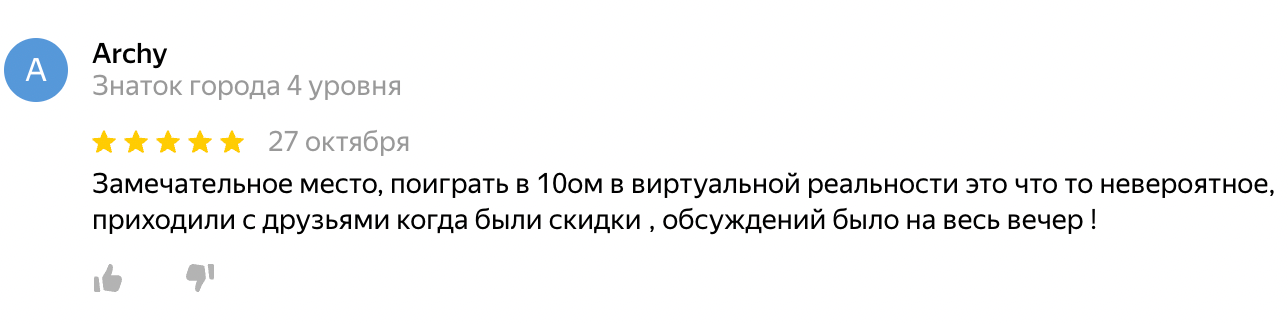 A
Archy
Знаток города 4 уровня
27 октября
Замечательное место, поиграть в 10ом в виртуальной реальности это что то невероятное,
приходили с друзьями когда были скидки , обсуждений было на весь вечер !